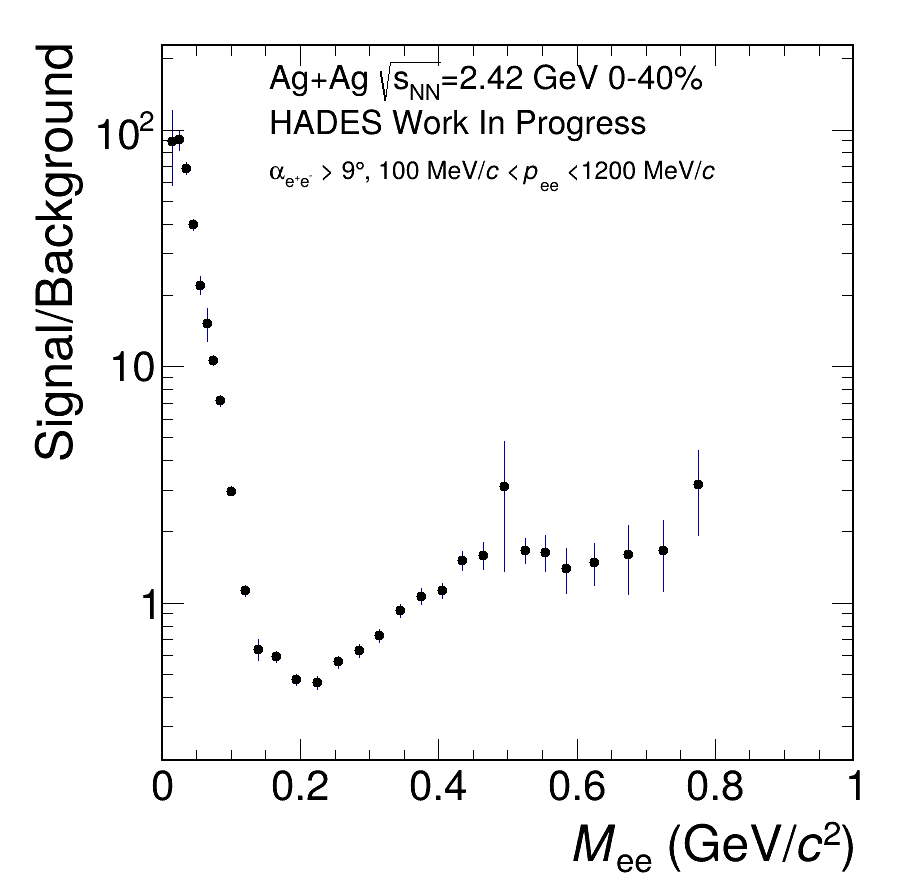 Signal/Background
Ag+Ag √sNN=2.42 GeV 0-40%
HADES Work In Progress
αe+e- > 9°, 100 MeV/c <pee <1200 MeV/c
10²
10
1
0 0.2 0.4 0.6 0.8 1
Mee (GeV/c²)